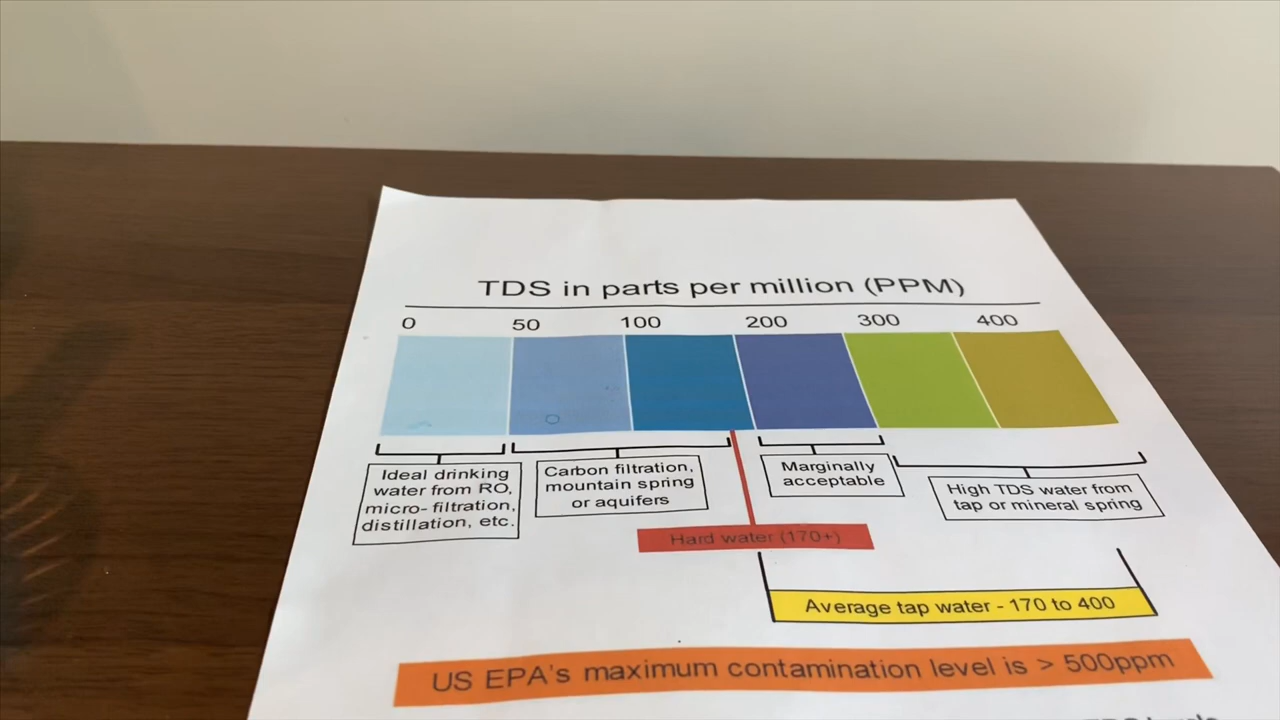 TDS in parts per million (PPM)
0 50 100 200 300 400
Ideal drinking
water from RO,
micro- filtration,
distillation, etc.
Carbon filtration,
mountain spring
or aquifers
Marginally
acceptable
High TDS water from
tap or mineral spring
Hard water (170+)
Average tap water - 170 to 400
US EPA's maximum contamination level is > 500ppm